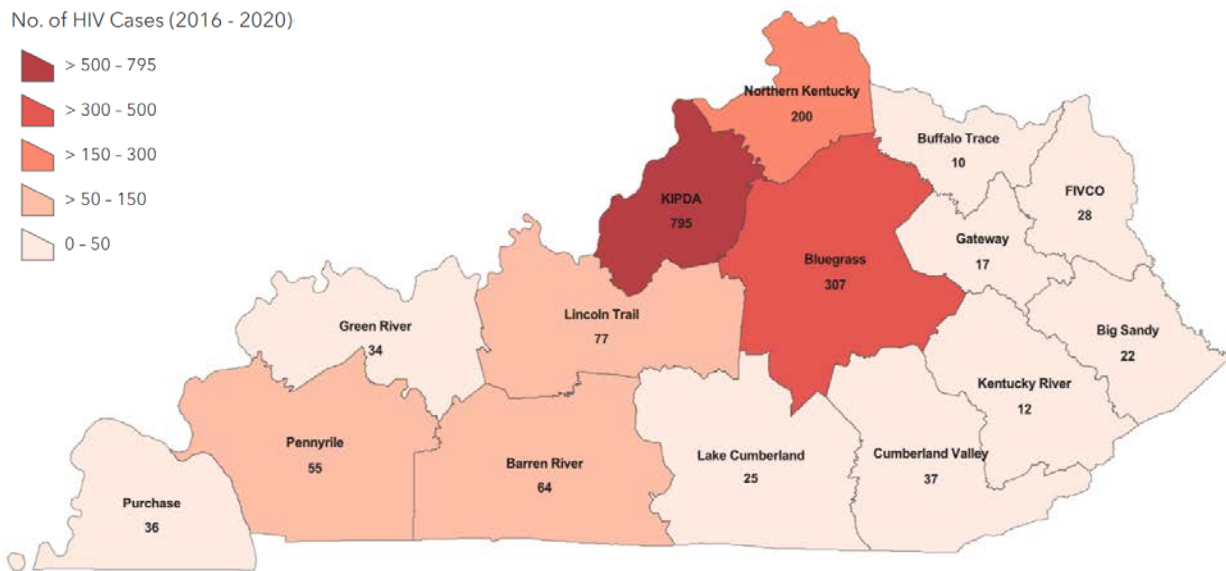 No. of HIV Cases (2016 - 2020)
> 500 - 795
> 300 - 500
> 150 - 300
> 50 - 150
0 - 50
Northern Kentucky
200
Buffalo Trace
10
FIVCO
28
KIPDA
795
Gateway
17
Bluegrass
307
Lincoln Trail
77
Green River
34
Big Sandy
22
Kentucky River
12
Pennyrile
55
Barren River
64
Lake Cumberland
25
Cumberland Valley
37
Purchase
36